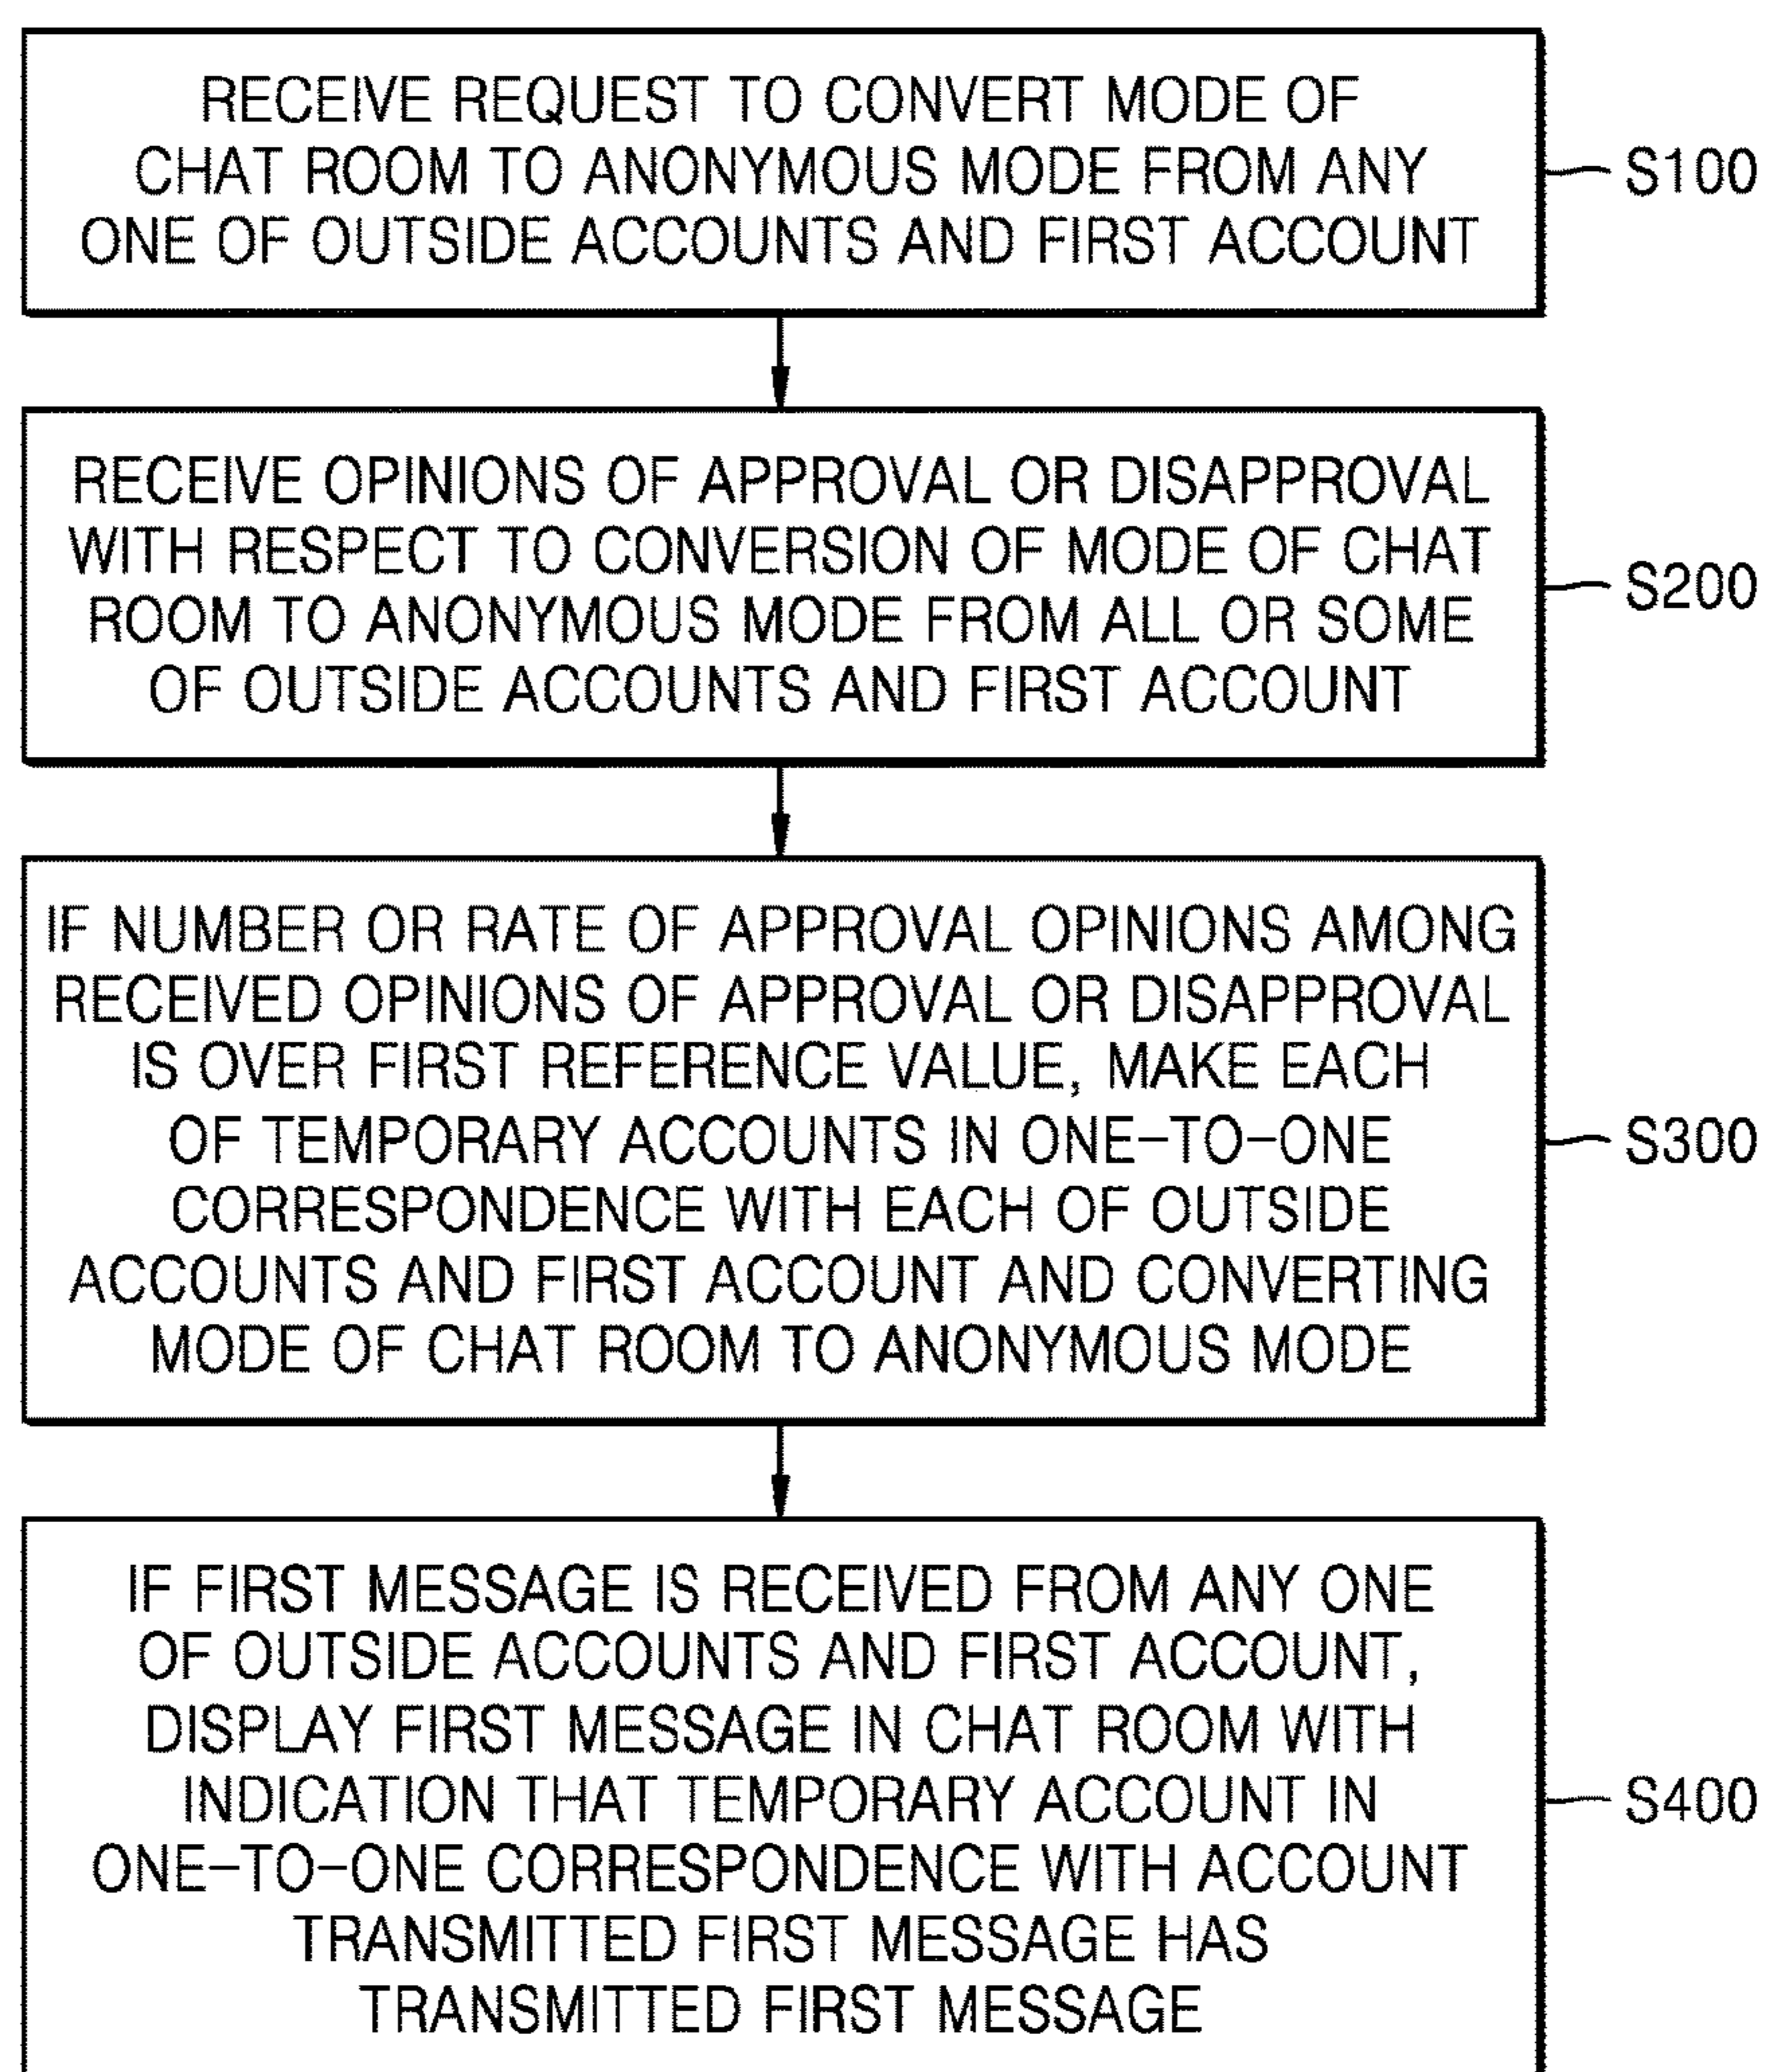 RECEIVE REQUEST TO CONVERT MODE OF
CHAT ROOM TO ANONYMOUS MODE FROM ANY
ONE OF OUTSIDE ACCOUNTS AND FIRST ACCOUNT
S100
RECEIVE OPINIONS OF APPROVAL OR DISAPPROVAL
WITH RESPECT TO CONVERSION OF MODE OF CHAT
ROOM TO ANONYMOUS MODE FROM ALL OR SOME
OF OUTSIDE ACCOUNTS AND FIRST ACCOUNT
S200
IF NUMBER OR RATE OF APPROVAL OPINIONS AMONG
RECEIVED OPINIONS OF APPROVAL OR DISAPPROVAL
IS OVER FIRST REFERENCE VALUE, MAKE EACH
OF TEMPORARY ACCOUNTS IN ONE-TO-ONE
CORRESPONDENCE WITH EACH OF OUTSIDE
ACCOUNTS AND FIRST ACCOUNT AND CONVERTING
MODE OF CHAT ROOM TO ANONYMOUS MODE
S300
IF FIRST MESSAGE IS RECEIVED FROM ANY ONE
OF OUTSIDE ACCOUNTS AND FIRST ACCOUNT,
DISPLAY FIRST MESSAGE IN CHAT ROOM WITH
INDICATION THAT TEMPORARY ACCOUNT IN
ONE-TO-ONE CORRESPONDENCE WITH ACCOUNT
TRANSMITTED FIRST MESSAGE HAS
TRANSMITTED FIRST MESSAGE
S400